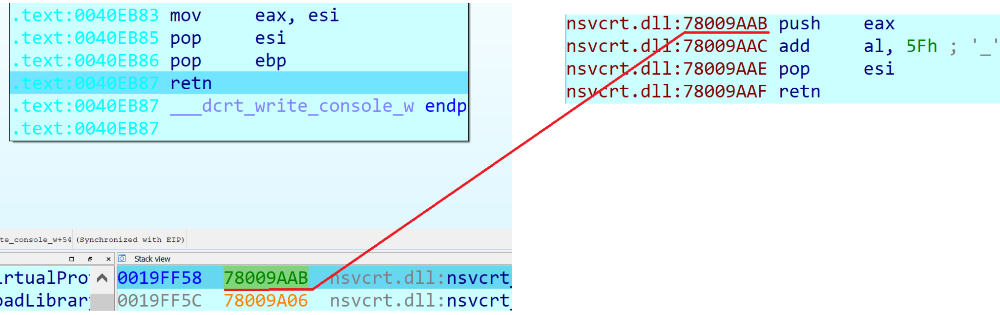 .text:0040EB83 mov eax, esi
.text:0040EB85 pop esi
.text:0040EB86 pop ebp
.text:0040EB87 retn
.text:0040EB87 ___dcrt_write_console_w endp
.text:0040EB87
nsvcrt.dll:78009AAB push eax
nsvcrt.dll:78009AAC add al, 5Fh ; '_'
nsvcrt.dll:78009AAE pop esi
nsvcrt.dll:78009AAF retn
te_console_w+54 (Synchronized with EIP)
Stack view
irtualPro
0019FF58 78009AAB nsvcrt.dll:nsvcrt_
oadLibrar
0019FF5C 78009A06 nsvcrt.dll:nsvcrt_